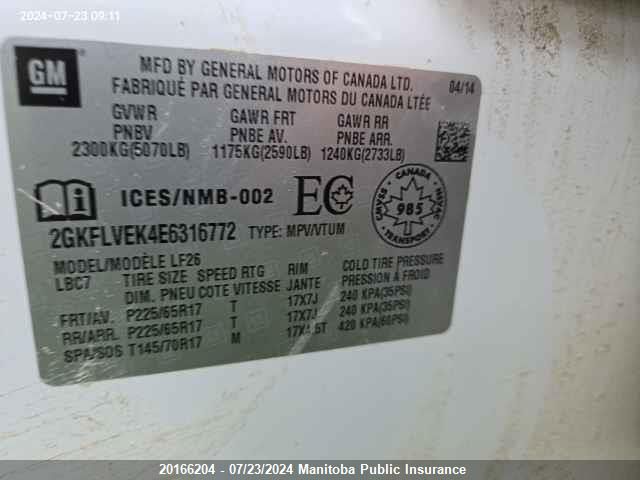 2024-07-23 09:11
GM
MFD BY GENERAL MOTORS OF CANADA LTD.
FABRIQUÉ PAR GENERAL MOTORS DU CANADA LTÉE
04/14
GVWR GAWR FRT GAWR RR
PNBV PNBE AV. PNBE ARR.
2300KG(5070LB) 1175KG(2590LB) 1240KG(2733LB)
ICES/NMB-002 EC
CANADA
CMVSS 985 NSVAC
2GKFLVEK4E6316772 TYPE: MPV/VTUM
MODEL/MODÈLE LF26
LBC7 TIRE SIZE SPEED RTG RIM COLD TIRE PRESSURE
DIM. PNEU COTE VITESSE JANTE PRESSION À FROID
FRT/AV. P225/65R17 T 17X7J 240 KPA(35PSI)
RR/ARR. P225/65R17 T 17X7J 240 KPA(35PSI)
SPA/SOS T145/70R17 M 420 KPA(60PSI)
20166204 - 07/23/2024 Manitoba Public Insurance